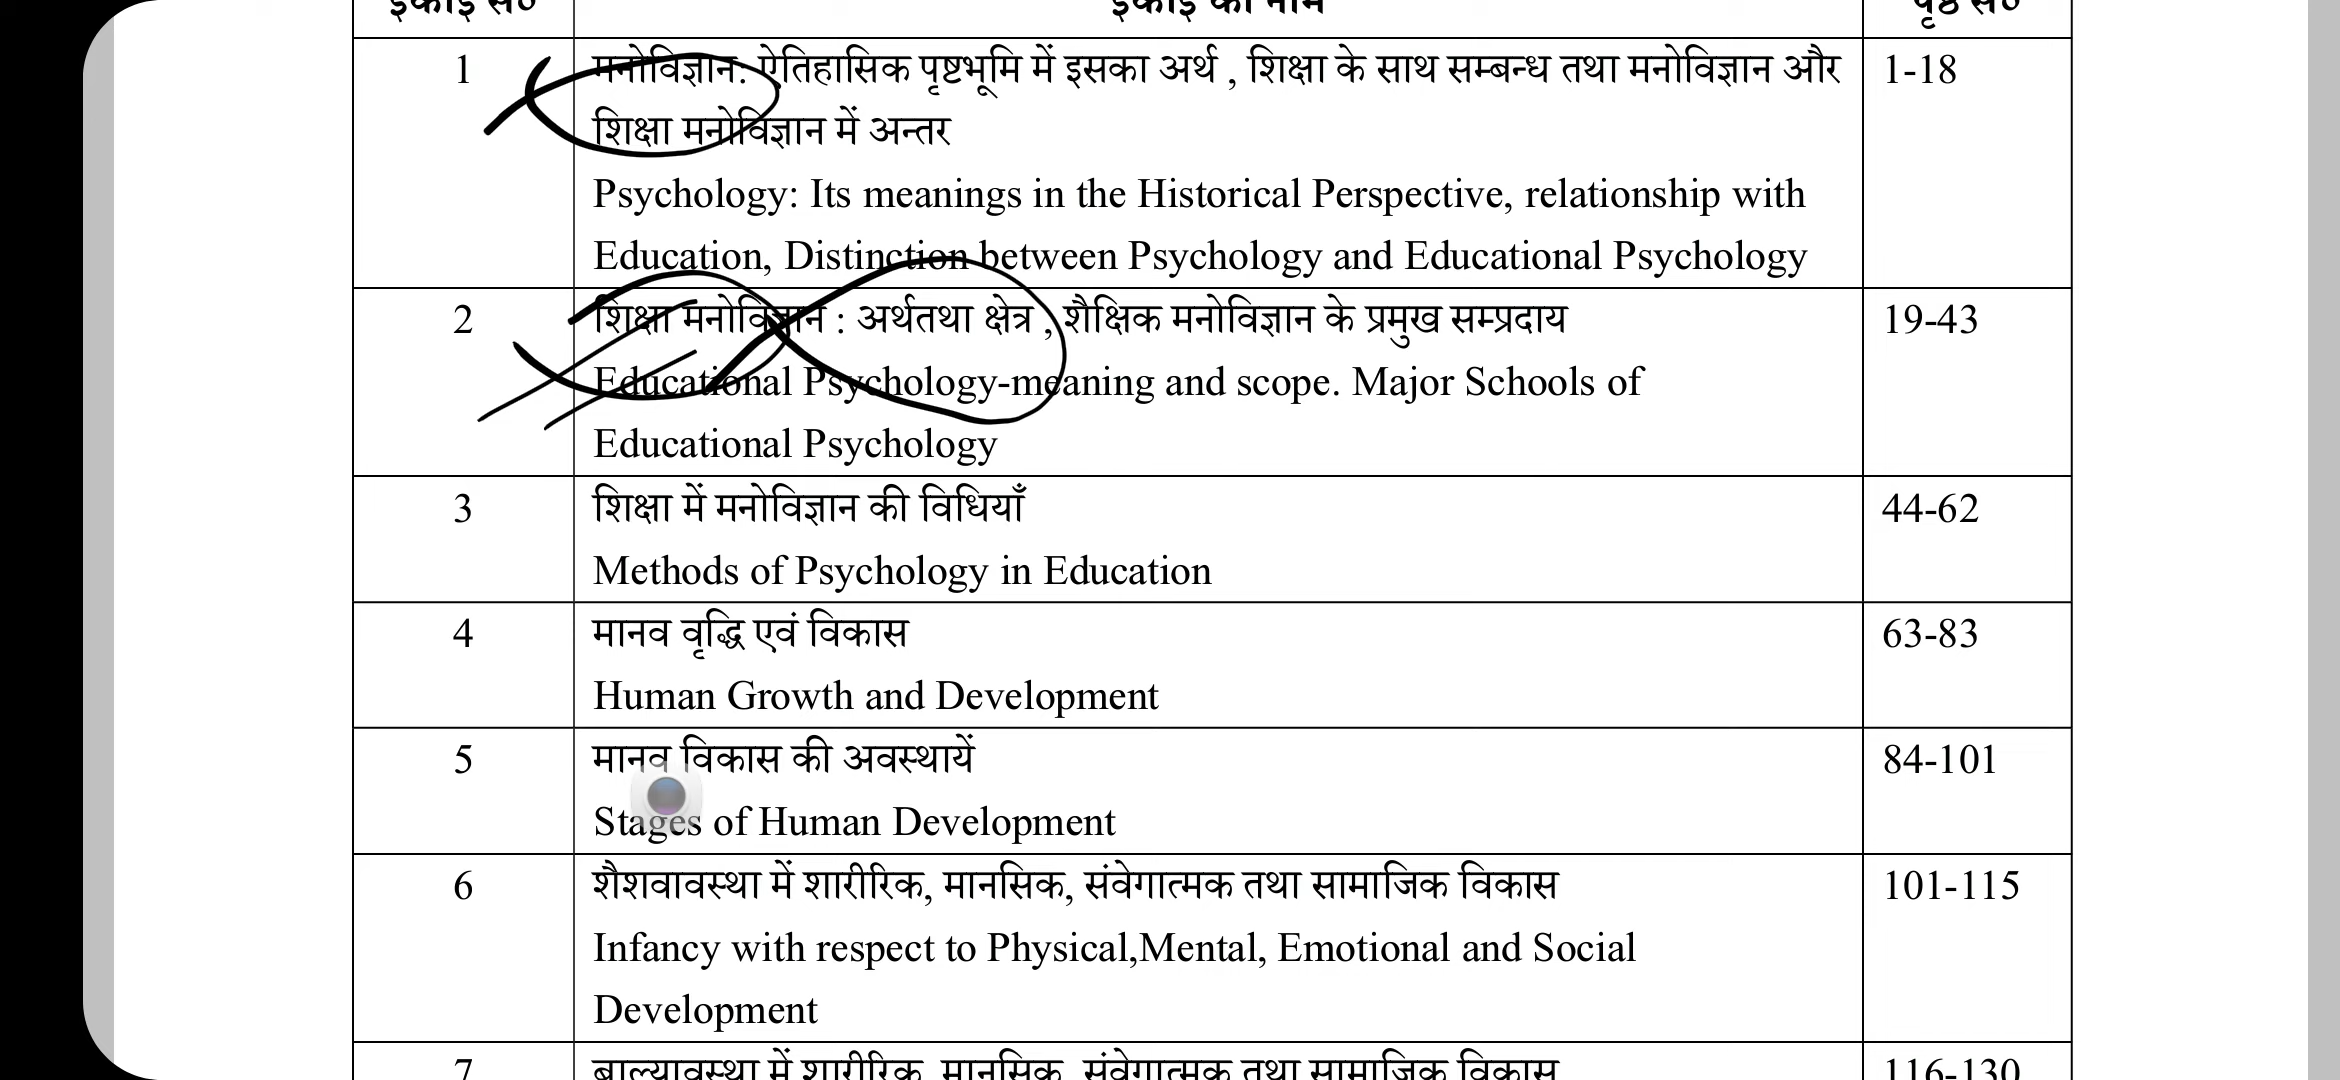 इकाई सं० इकाई का नाम पृष्ठ सं०
1 मनोविज्ञान: ऐतिहासिक पृष्टभूमि में इसका अर्थ , शिक्षा के साथ सम्बन्ध तथा मनोविज्ञान और 1-18
शिक्षा मनोविज्ञान में अन्तर
Psychology: Its meanings in the Historical Perspective, relationship with
Education, Distinction between Psychology and Educational Psychology
2 शिक्षा मनोविज्ञान : अर्थतथा क्षेत्र , शैक्षिक मनोविज्ञान के प्रमुख सम्प्रदाय 19-43
Educational Psychology-meaning and scope. Major Schools of
Educational Psychology
3 शिक्षा में मनोविज्ञान की विधियाँ 44-62
Methods of Psychology in Education
4 मानव वृद्धि एवं विकास 63-83
Human Growth and Development
5 मानव विकास की अवस्थायें 84-101
Stages of Human Development
6 शैशवावस्था में शारीरिक, मानसिक, संवेगात्मक तथा सामाजिक विकास 101-115
Infancy with respect to Physical,Mental, Emotional and Social
Development
7 बाल्यावस्था में शारीरिक, मानसिक, संवेगात्मक तथा सामाजिक विकास 116-130